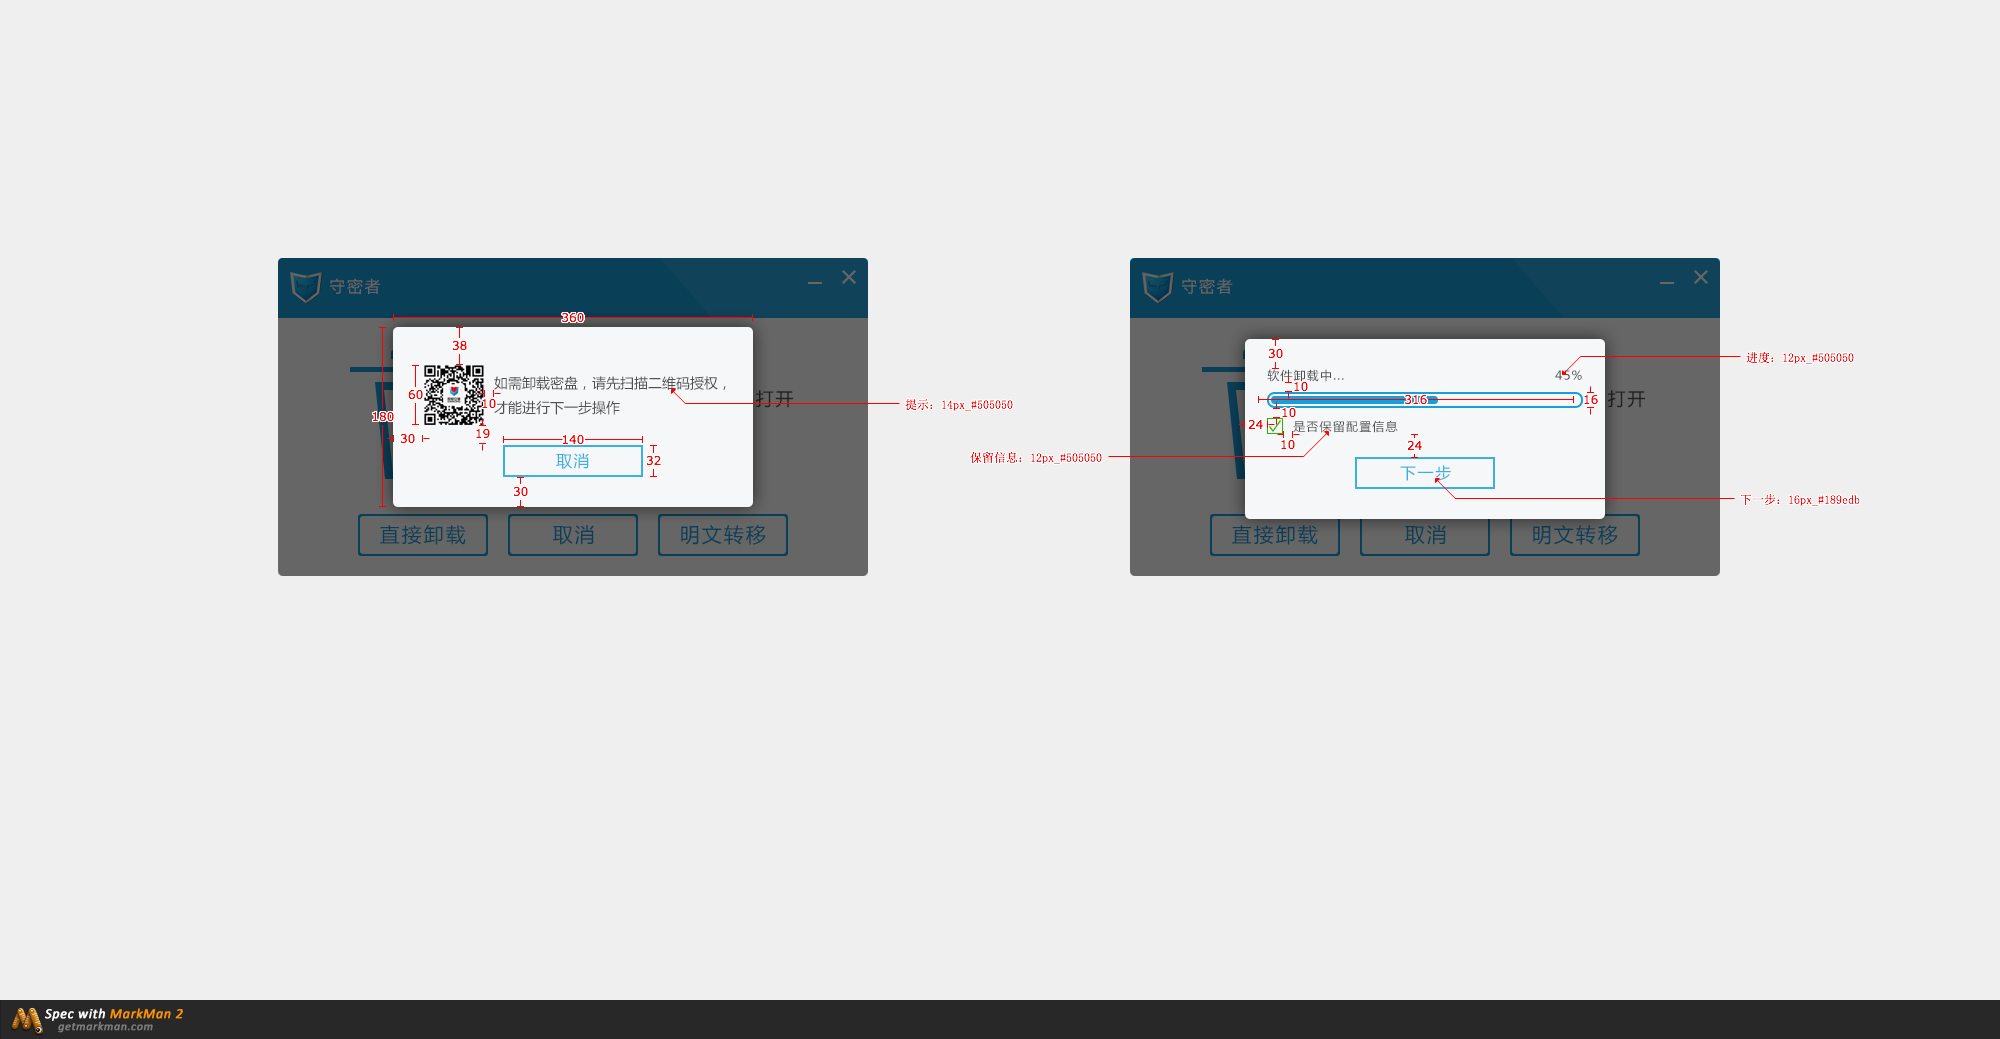 守密者
360
38
如需卸载密盘，请先扫描二维码授权，
60
10
才能进行下一步操作
打开
180
提示：14px_#505050
30
19
140
取消
32
30
直接卸载
取消
明文转移
守密者
30
进度：12px_#505050
软件卸载中...
45%
10
316
16
打开
10
24
是否保留配置信息
10
24
保留信息：12px_#505050
下一步
下一步：16px_#189edb
直接卸载
取消
明文转移
Spec with MarkMan 2
getmarkman.com